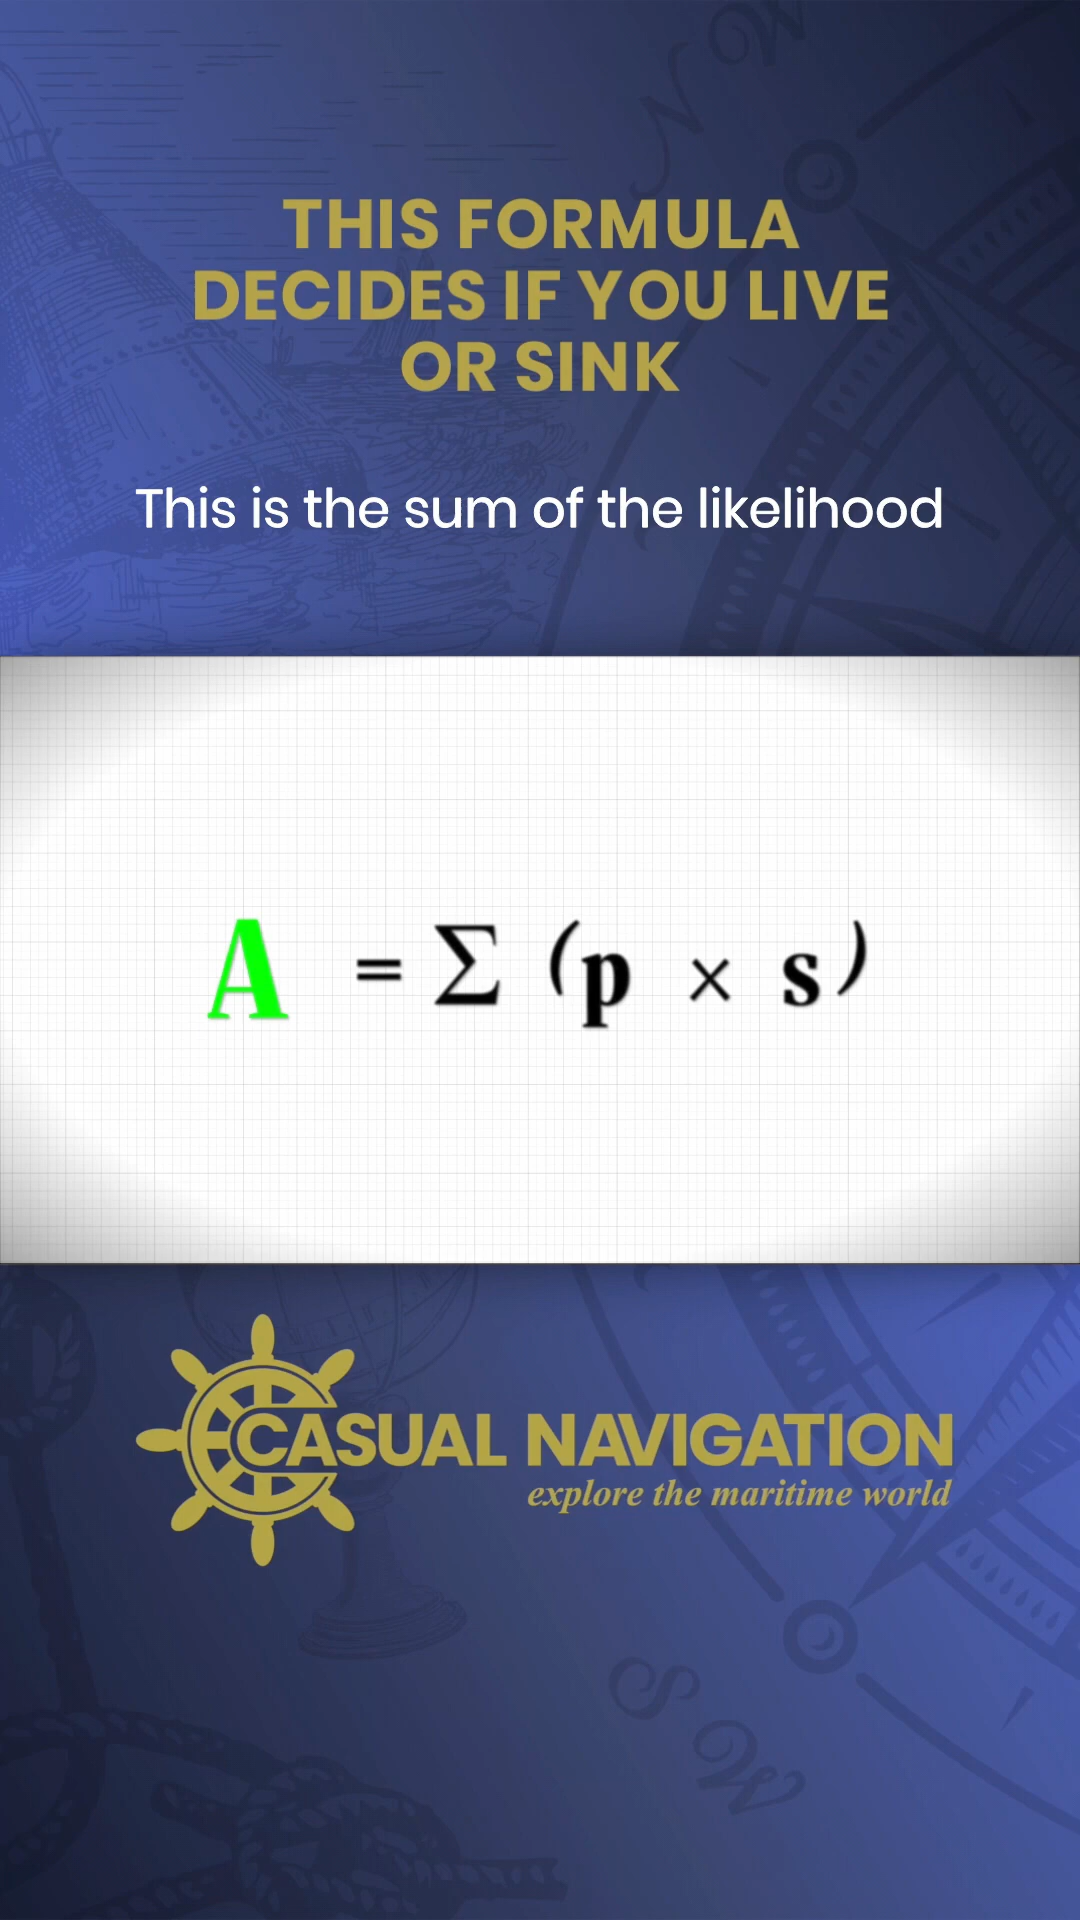 N W
THIS FORMULA
DECIDES IF YOU LIVE
OR SINK
This is the sum of the likelihood
A = Σ (p × s)
CASUAL NAVIGATION
explore the maritime world
S W